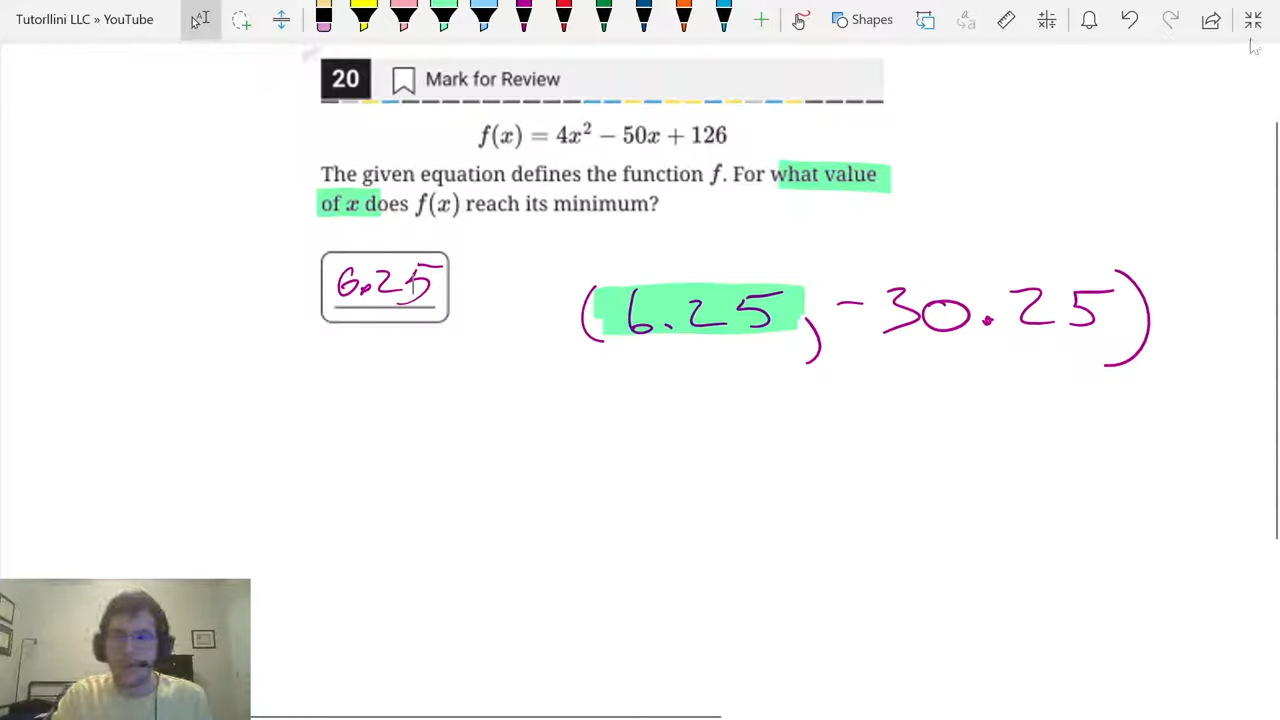 Tutorllini LLC » YouTube
Shapes
20 Mark for Review
f(x) = 4x² − 50x + 126
The given equation defines the function f. For what value
of x does f(x) reach its minimum?
6.25
(6.25, -30.25)